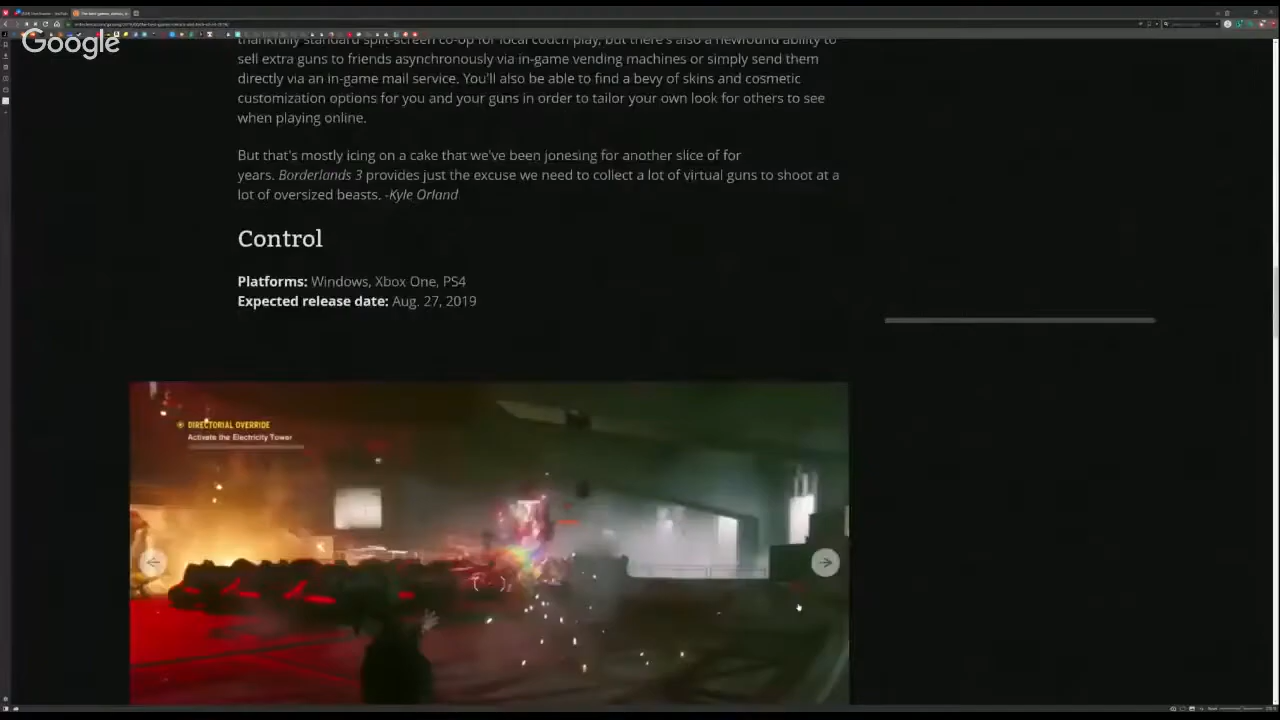 Google
thankfully standard split-screen co-op for local couch play, but there's also a newfound ability to
sell extra guns to friends asynchronously via in-game vending machines or simply send them
directly via an in-game mail service. You'll also be able to find a bevy of skins and cosmetic
customization options for you and your guns in order to tailor your own look for others to see
when playing online.
But that's mostly icing on a cake that we've been jonesing for another slice of for
years. Borderlands 3 provides just the excuse we need to collect a lot of virtual guns to shoot at a
lot of oversized beasts. -Kyle Orland
Control
Platforms: Windows, Xbox One, PS4
Expected release date: Aug. 27, 2019
DIRECTORIAL OVERRIDE
Activate the Electricity Tower